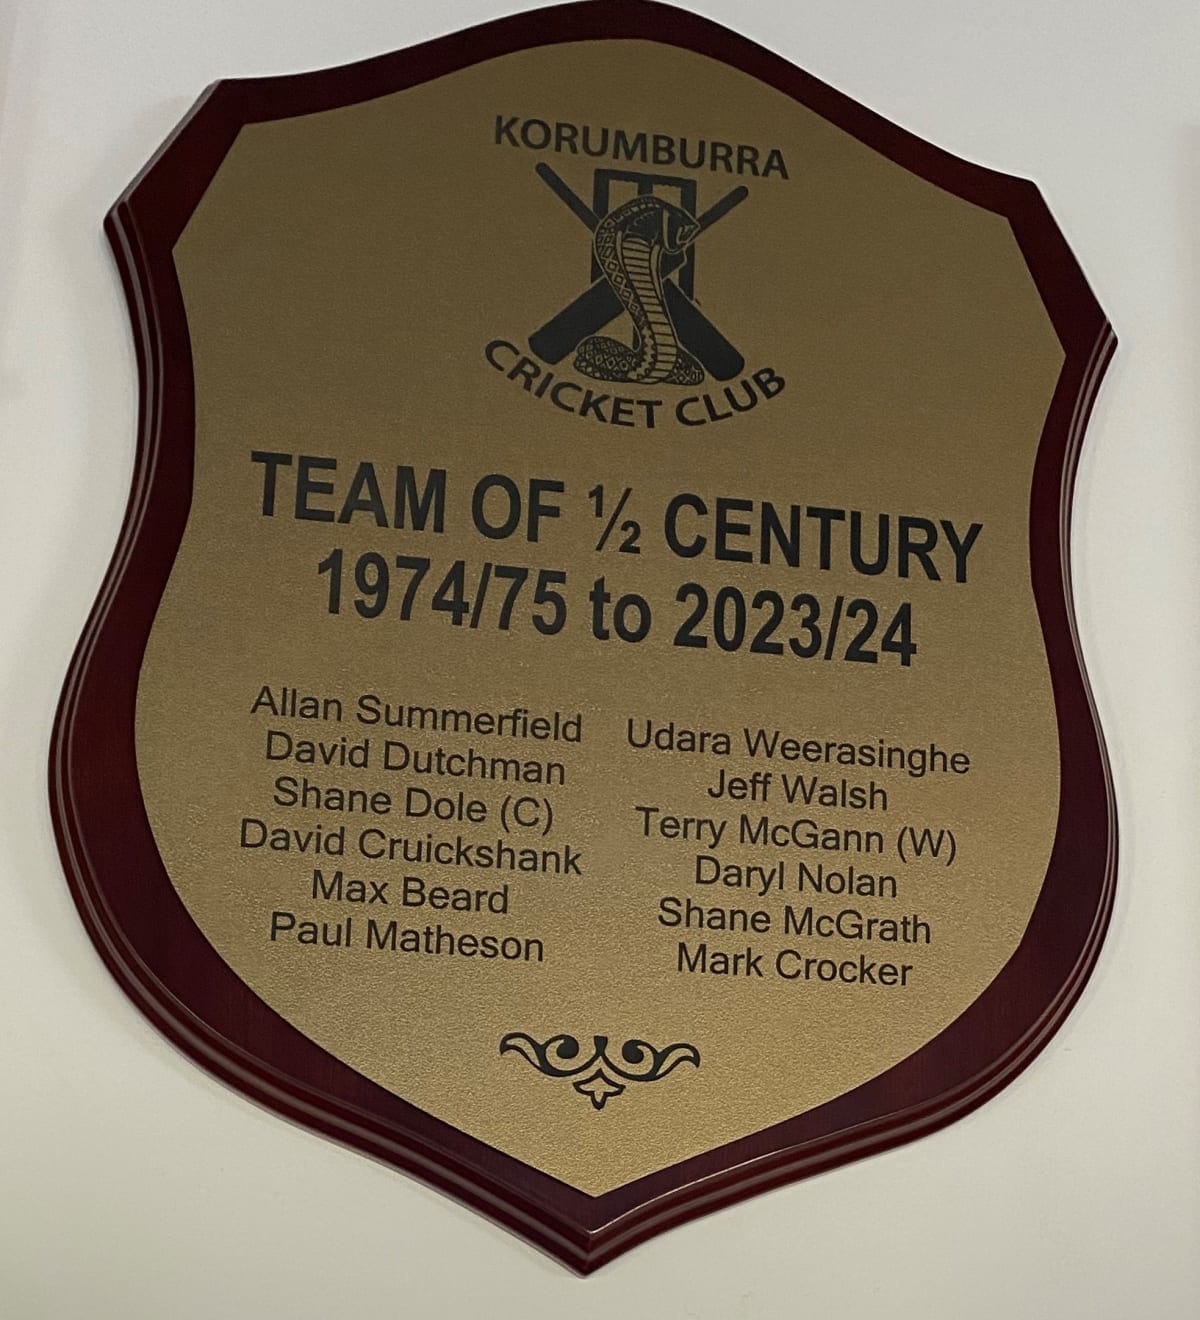 KORUMBURRA
CRICKET CLUB
TEAM OF ½ CENTURY
1974/75 to 2023/24
Allan Summerfield
David Dutchman
Shane Dole (C)
David Cruickshank
Max Beard
Paul Matheson
Udara Weerasinghe
Jeff Walsh
Terry McGann (W)
Daryl Nolan
Shane McGrath
Mark Crocker